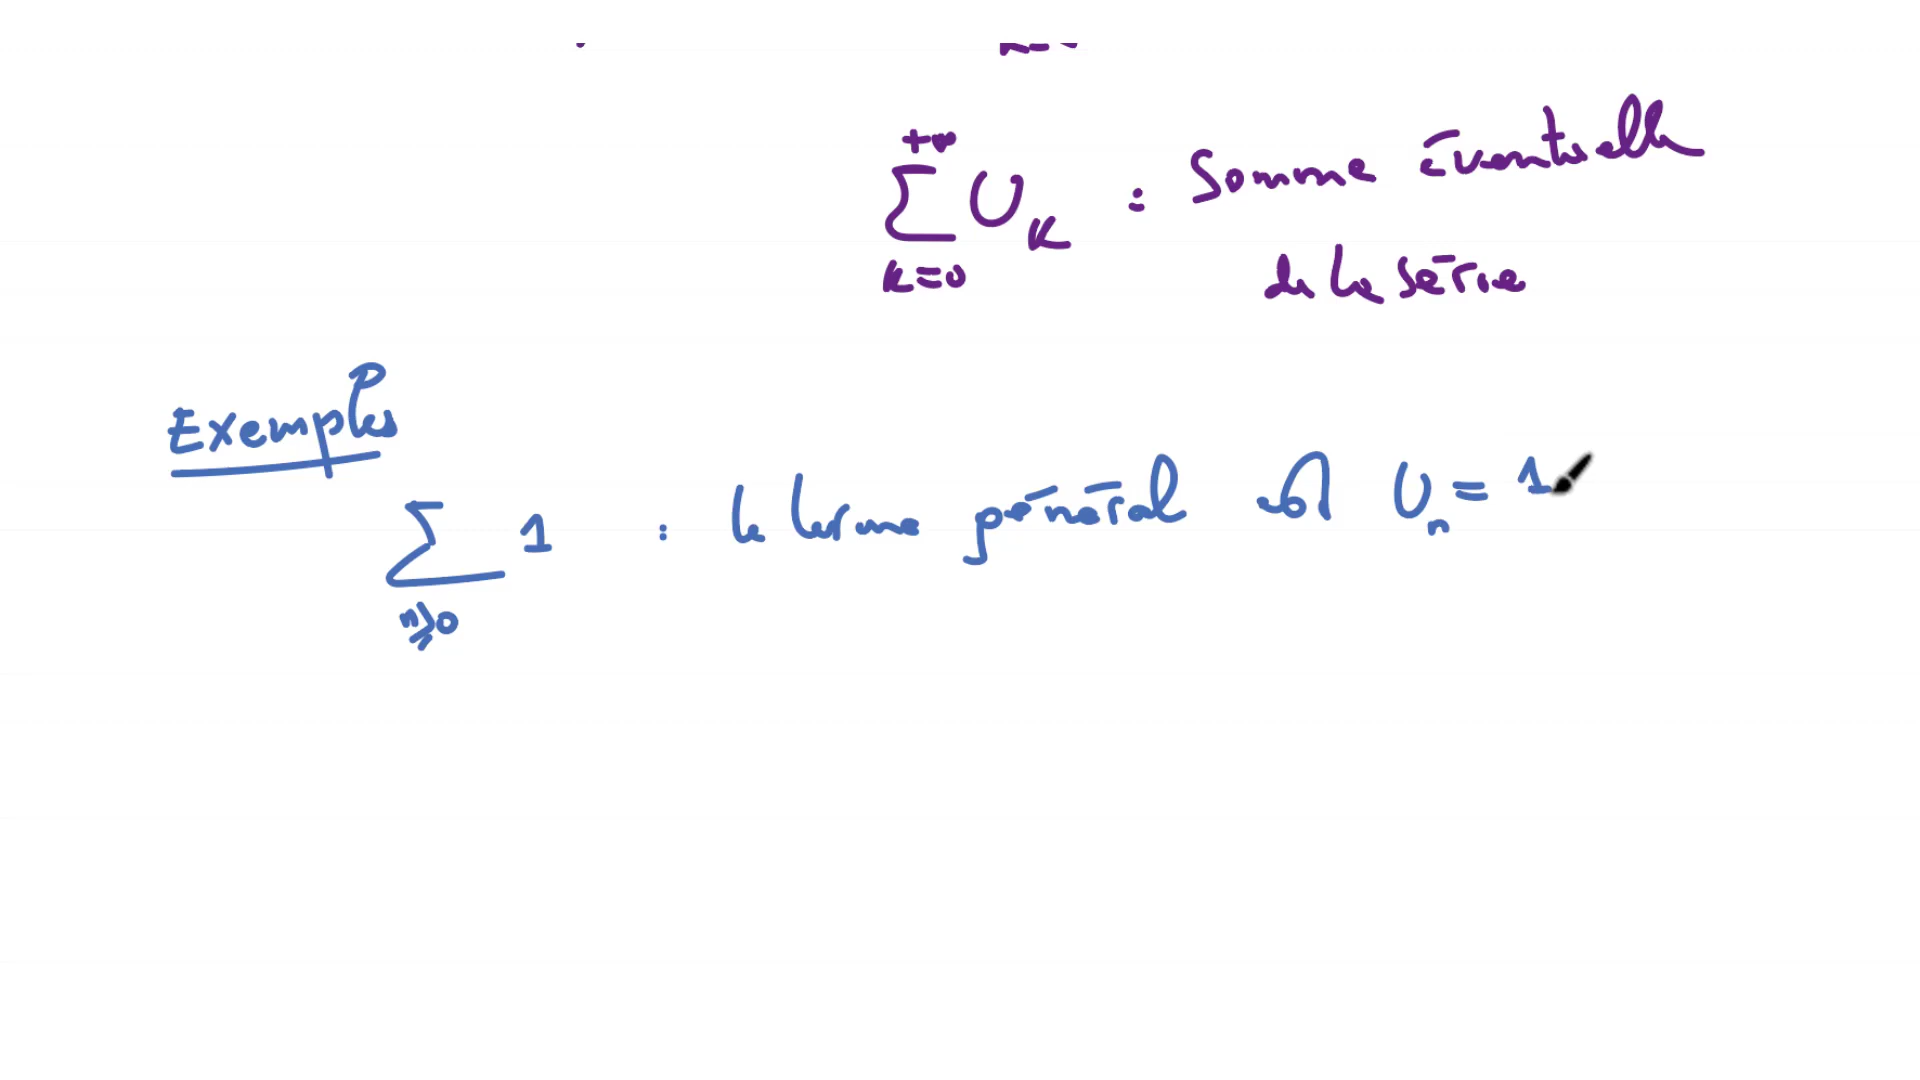 +∞
∑ U_k : Somme éventuelle
k=0 de la série
Exemples
∑ 1 : le terme général est U_n = 1
n⩾0